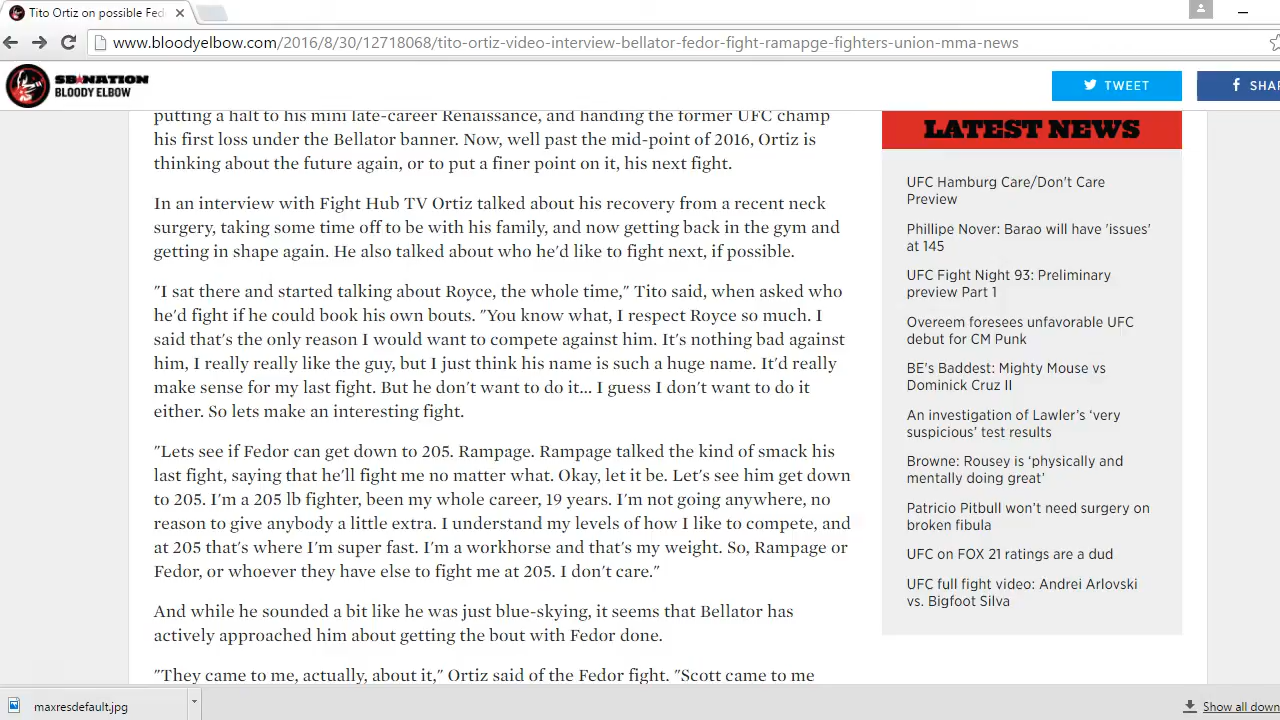 Tito Ortiz on possible Fed
www.bloodyelbow.com/2016/8/30/12718068/tito-ortiz-video-interview-bellator-fedor-fight-ramapge-fighters-union-mma-news
SB NATION
BLOODY ELBOW
TWEET
SHAR
putting a halt to his mini late-career Renaissance, and handing the former UFC champ
his first loss under the Bellator banner. Now, well past the mid-point of 2016, Ortiz is
thinking about the future again, or to put a finer point on it, his next fight.
In an interview with Fight Hub TV Ortiz talked about his recovery from a recent neck
surgery, taking some time off to be with his family, and now getting back in the gym and
getting in shape again. He also talked about who he'd like to fight next, if possible.
"I sat there and started talking about Royce, the whole time," Tito said, when asked who
he'd fight if he could book his own bouts. "You know what, I respect Royce so much. I
said that's the only reason I would want to compete against him. It's nothing bad against
him, I really really like the guy, but I just think his name is such a huge name. It'd really
make sense for my last fight. But he don't want to do it... I guess I don't want to do it
either. So lets make an interesting fight.
"Lets see if Fedor can get down to 205. Rampage. Rampage talked the kind of smack his
last fight, saying that he'll fight me no matter what. Okay, let it be. Let's see him get down
to 205. I'm a 205 lb fighter, been my whole career, 19 years. I'm not going anywhere, no
reason to give anybody a little extra. I understand my levels of how I like to compete, and
at 205 that's where I'm super fast. I'm a workhorse and that's my weight. So, Rampage or
Fedor, or whoever they have else to fight me at 205. I don't care."
And while he sounded a bit like he was just blue-skying, it seems that Bellator has
actively approached him about getting the bout with Fedor done.
"They came to me, actually, about it," Ortiz said of the Fedor fight. "Scott came to me
LATEST NEWS
UFC Hamburg Care/Don't Care
Preview
Phillipe Nover: Barao will have 'issues'
at 145
UFC Fight Night 93: Preliminary
preview Part 1
Overeem foresees unfavorable UFC
debut for CM Punk
BE's Baddest: Mighty Mouse vs
Dominick Cruz II
An investigation of Lawler's ‘very
suspicious’ test results
Browne: Rousey is ‘physically and
mentally doing great’
Patricio Pitbull won’t need surgery on
broken fibula
UFC on FOX 21 ratings are a dud
UFC full fight video: Andrei Arlovski
vs. Bigfoot Silva
maxresdefault.jpg
Show all down